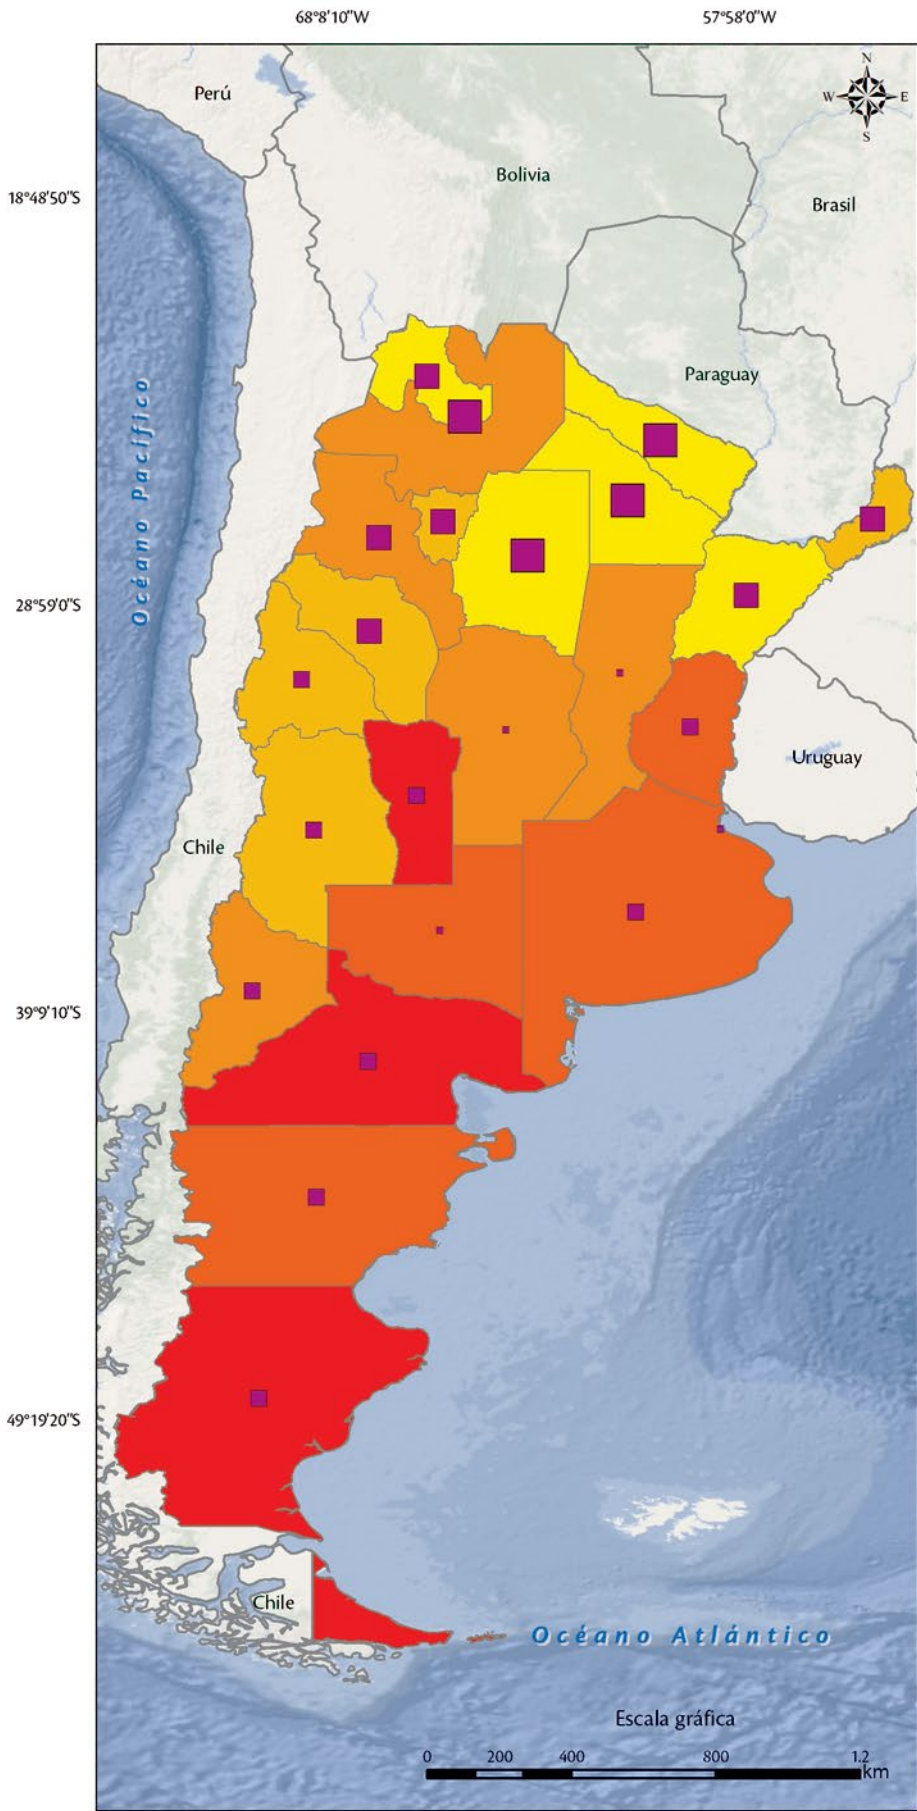 68°8'10"W
57°58'0"W
N
W
E
S
Perú
Bolivia
Brasil
18°48'50"S
Paraguay
Océano Pacífico
28°59'0"S
Uruguay
Chile
39°9'10"S
49°19'20"S
Chile
Océano Atlántico
Escala gráfica
0 200 400 800 1.2
km